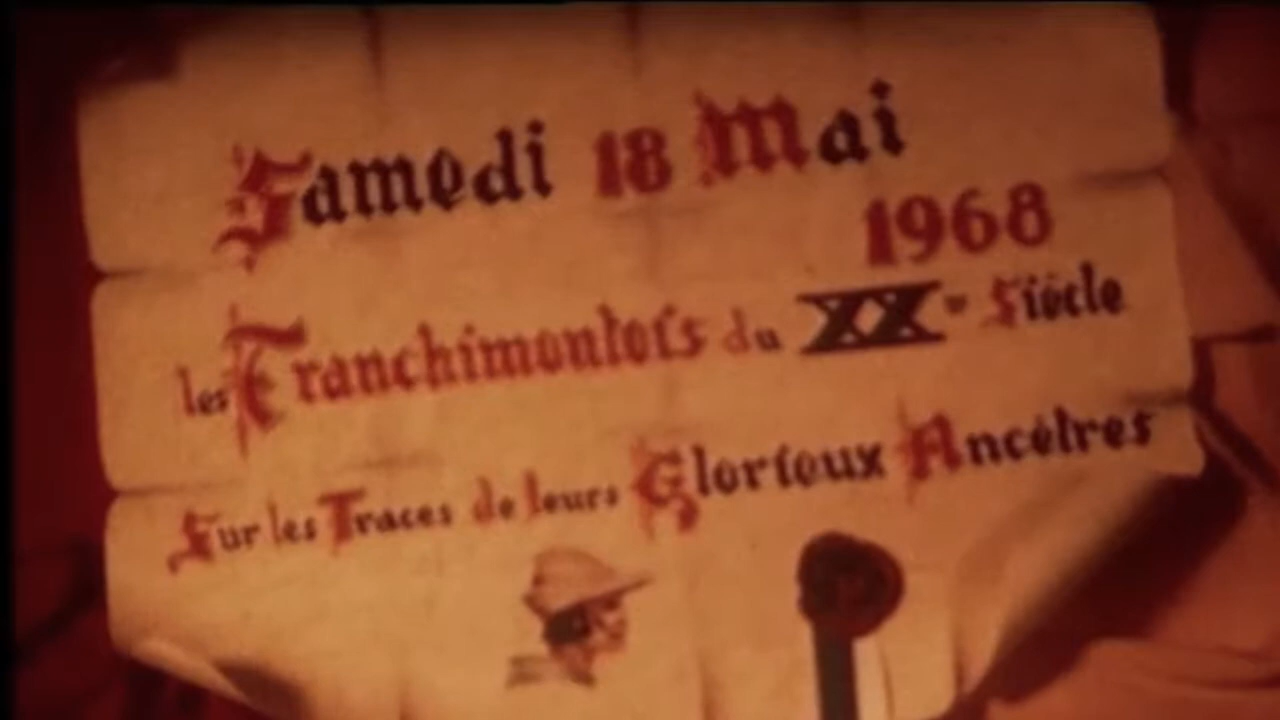 Samedi 18 Mai
1968
les Franchimontois du XXe Siècle
Sur les Traces de leurs Glorieux Ancêtres